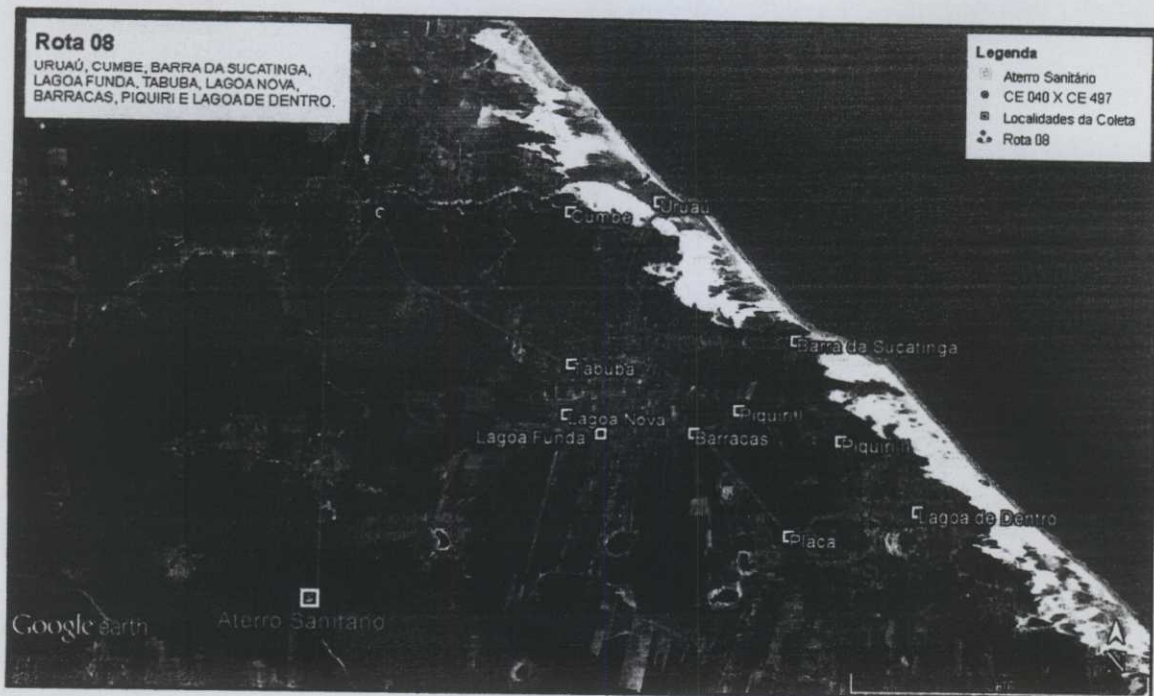 Rota 08
URUAÚ, CUMBE, BARRA DA SUCATINGA,
LAGOA FUNDA, TABUBA, LAGOA NOVA,
BARRACAS, PIQUIRI E LAGOA DE DENTRO.
Legenda
Aterro Sanitário
CE 040 X CE 497
Localidades da Coleta
Rota 08
Uruaú
Cumbe
Barra da Sucatinga
Tabuba
Lagoa Nova
Piquiriti
Lagoa Funda
Barracas
Lagoa de Dentro
Placa
Aterro Sanitário
Google earth